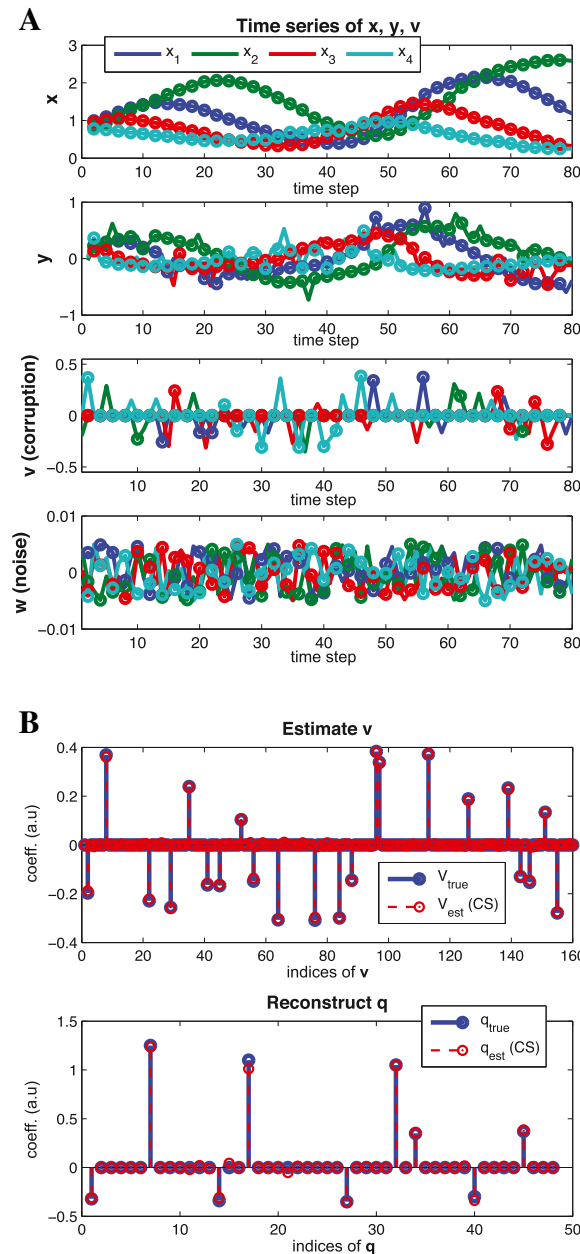 A
Time series of x, y, v
x1 x2 x3 x4
3
2
1
0
x
0 10 20 30 40 50 60 70 80
time step
1
0
−1
y
0 10 20 30 40 50 60 70 80
time step
0.5
0
−0.5
v (corruption)
10 20 30 40 50 60 70 80
time step
0.01
0
−0.01
w (noise)
10 20 30 40 50 60 70 80
time step
B
Estimate v
0.4
0.2
0
−0.2
−0.4
coeff. (a.u)
Vtrue
Vest (CS)
0 20 40 60 80 100 120 140 160
indices of v
Reconstruct q
1.5
1
0.5
0
−0.5
coeff. (a.u)
qtrue
qest (CS)
0 10 20 30 40 50
indices of q